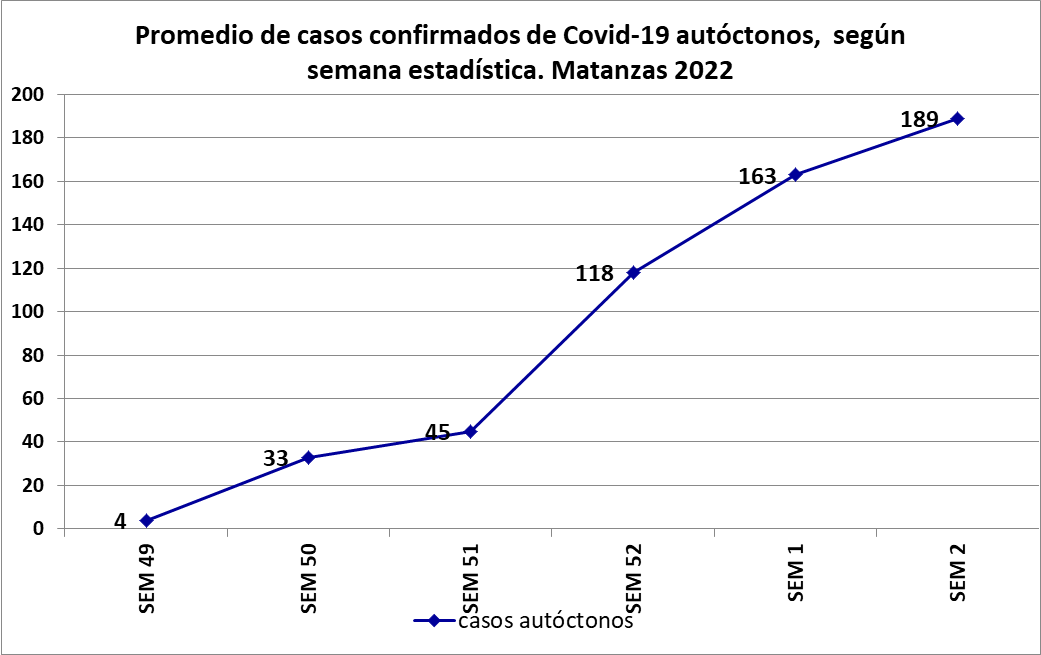 Promedio de casos confirmados de Covid-19 autóctonos,  según
semana estadística. Matanzas 2022
200
180
160
140
120
100
80
60
40
20
0
4
33
45
118
163
189
SEM 49
SEM 50
SEM 51
SEM 52
SEM 1
SEM 2
casos autóctonos